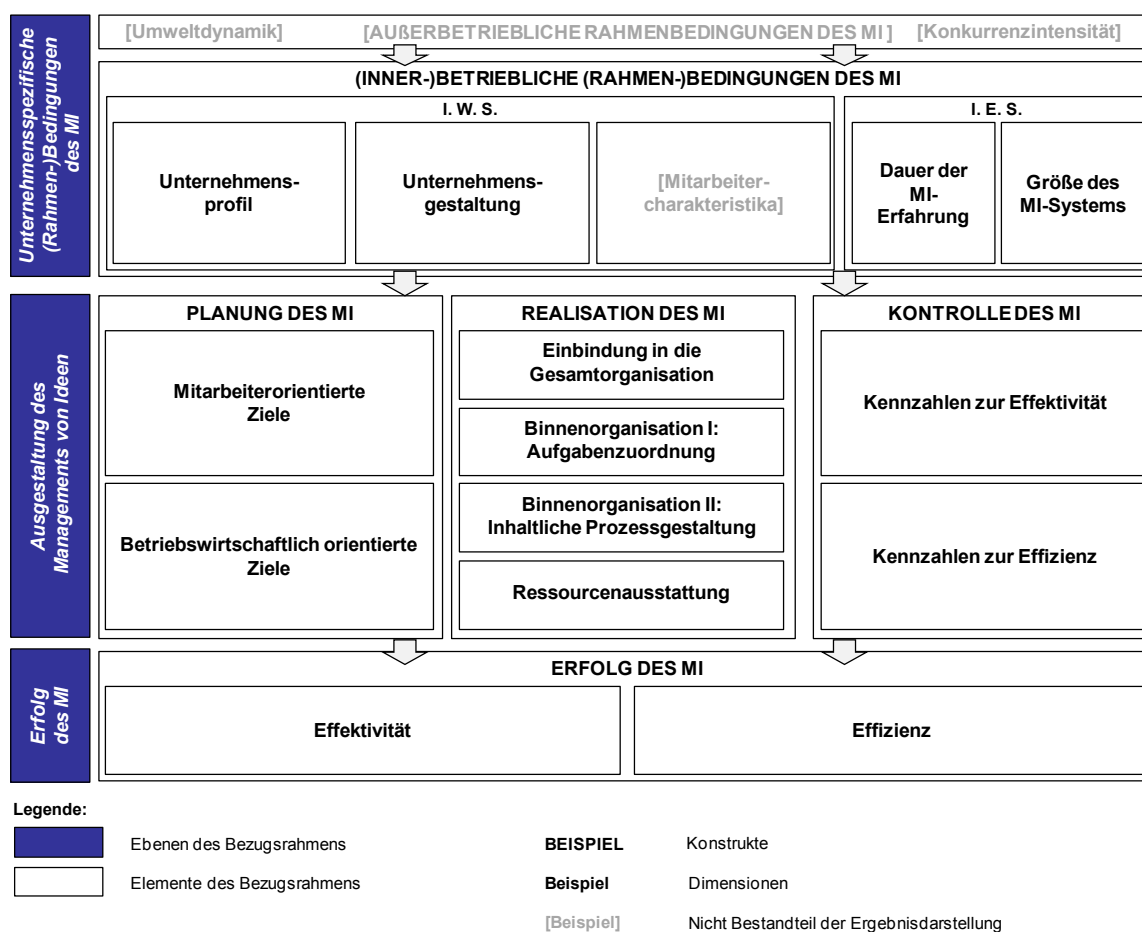 Unternehmensspezifische
(Rahmen-)Bedingungen
des MI
[Umweltdynamik]
[AUßERBETRIEBLICHE RAHMENBEDINGUNGEN DES MI ]
[Konkurrenzintensität]
(INNER-)BETRIEBLICHE (RAHMEN-)BEDINGUNGEN DES MI
I. W. S.
Unternehmens-
profil
Unternehmens-
gestaltung
[Mitarbeiter-
charakteristika]
I. E. S.
Dauer der
MI-
Erfahrung
Größe des
MI-Systems
Ausgestaltung des
Managements von Ideen
PLANUNG DES MI
Mitarbeiterorientierte
Ziele
Betriebswirtschaftlich orientierte
Ziele
REALISATION DES MI
Einbindung in die
Gesamtorganisation
Binnenorganisation I:
Aufgabenzuordnung
Binnenorganisation II:
Inhaltliche Prozessgestaltung
Ressourcenausstattung
KONTROLLE DES MI
Kennzahlen zur Effektivität
Kennzahlen zur Effizienz
Erfolg
des MI
ERFOLG DES MI
Effektivität
Effizienz
Legende:
Ebenen des Bezugsrahmens
Elemente des Bezugsrahmens
BEISPIEL Konstrukte
Beispiel Dimensionen
[Beispiel] Nicht Bestandteil der Ergebnisdarstellung